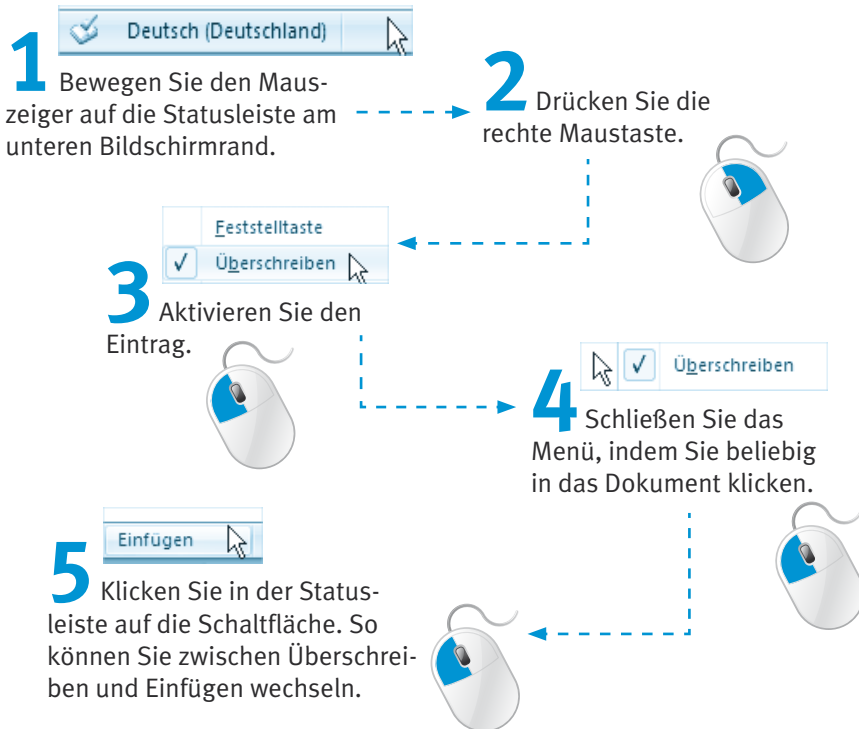 Deutsch (Deutschland)
1 Bewegen Sie den Maus-
zeiger auf die Statusleiste am
unteren Bildschirmrand.
2 Drücken Sie die
rechte Maustaste.
Feststelltaste
Überschreiben
3 Aktivieren Sie den
Eintrag.
Überschreiben
4 Schließen Sie das
Menü, indem Sie beliebig
in das Dokument klicken.
Einfügen
5 Klicken Sie in der Status-
leiste auf die Schaltfläche. So
können Sie zwischen Überschrei-
ben und Einfügen wechseln.